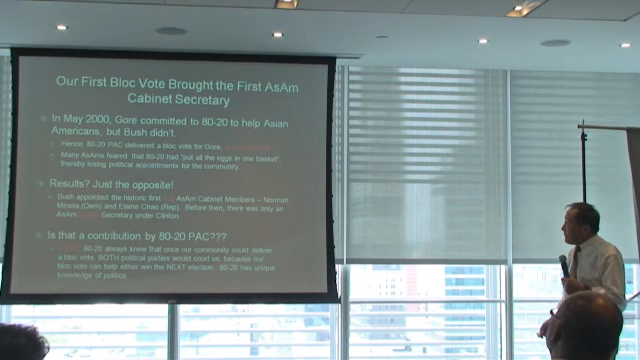 Our First Bloc Vote Brought the First AsAm
Cabinet Secretary
In May 2000, Gore committed to 80-20 to help Asian
Americans, but Bush didn't.
Hence, 80-20 PAC delivered a bloc vote for Gore,
Many AsAms feared that 80-20 had "put all the eggs in one basket",
thereby losing political appointments for the community.
Results? Just the opposite!
Bush appointed the historic first AsAm Cabinet Members – Norman
Mineta (Dem) and Elaine Chao (Rep). Before then, there was only an
AsAm Secretary under Clinton.
Is that a contribution by 80-20 PAC???
80-20 always knew that once our community could deliver
a bloc vote, BOTH political parties would court us, because our
bloc vote can help either win the NEXT election. 80-20 has unique
knowledge of politics.